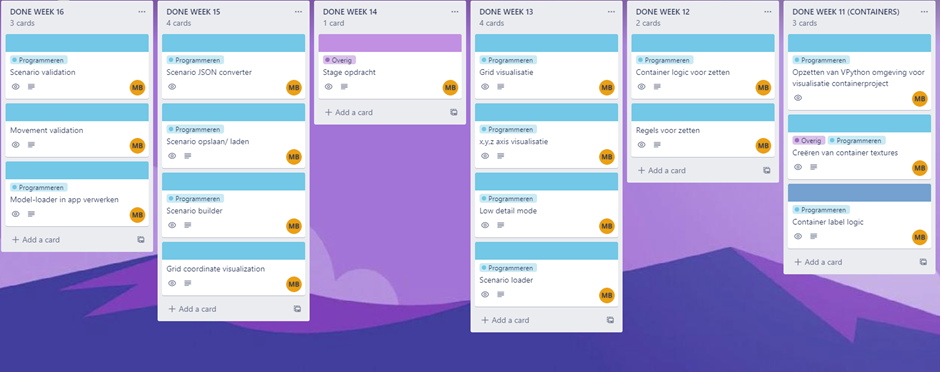 DONE WEEK 16
3 cards
Programmeren
Scenario validation
MB
Movement validation
MB
Programmeren
Model-loader in app verwerken
MB
+ Add a card
DONE WEEK 15
4 cards
Programmeren
Scenario JSON converter
MB
Programmeren
Scenario opslaan/ laden
MB
Programmeren
Scenario builder
MB
Grid coordinate visualization
MB
+ Add a card
DONE WEEK 14
1 card
Overig
Stage opdracht
MB
+ Add a card
DONE WEEK 13
4 cards
Programmeren
Grid visualisatie
MB
Programmeren
x,y,z axis visualisatie
MB
Programmeren
Low detail mode
MB
Programmeren
Scenario loader
MB
+ Add a card
DONE WEEK 12
2 cards
Programmeren
Container logic voor zetten
MB
Programmeren
Regels voor zetten
MB
+ Add a card
DONE WEEK 11 (CONTAINERS)
3 cards
Programmeren
Opzetten van VPython omgeving voor
visualisatie containerproject
MB
Overig Programmeren
Creëren van container textures
MB
Programmeren
Container label logic
MB
+ Add a card